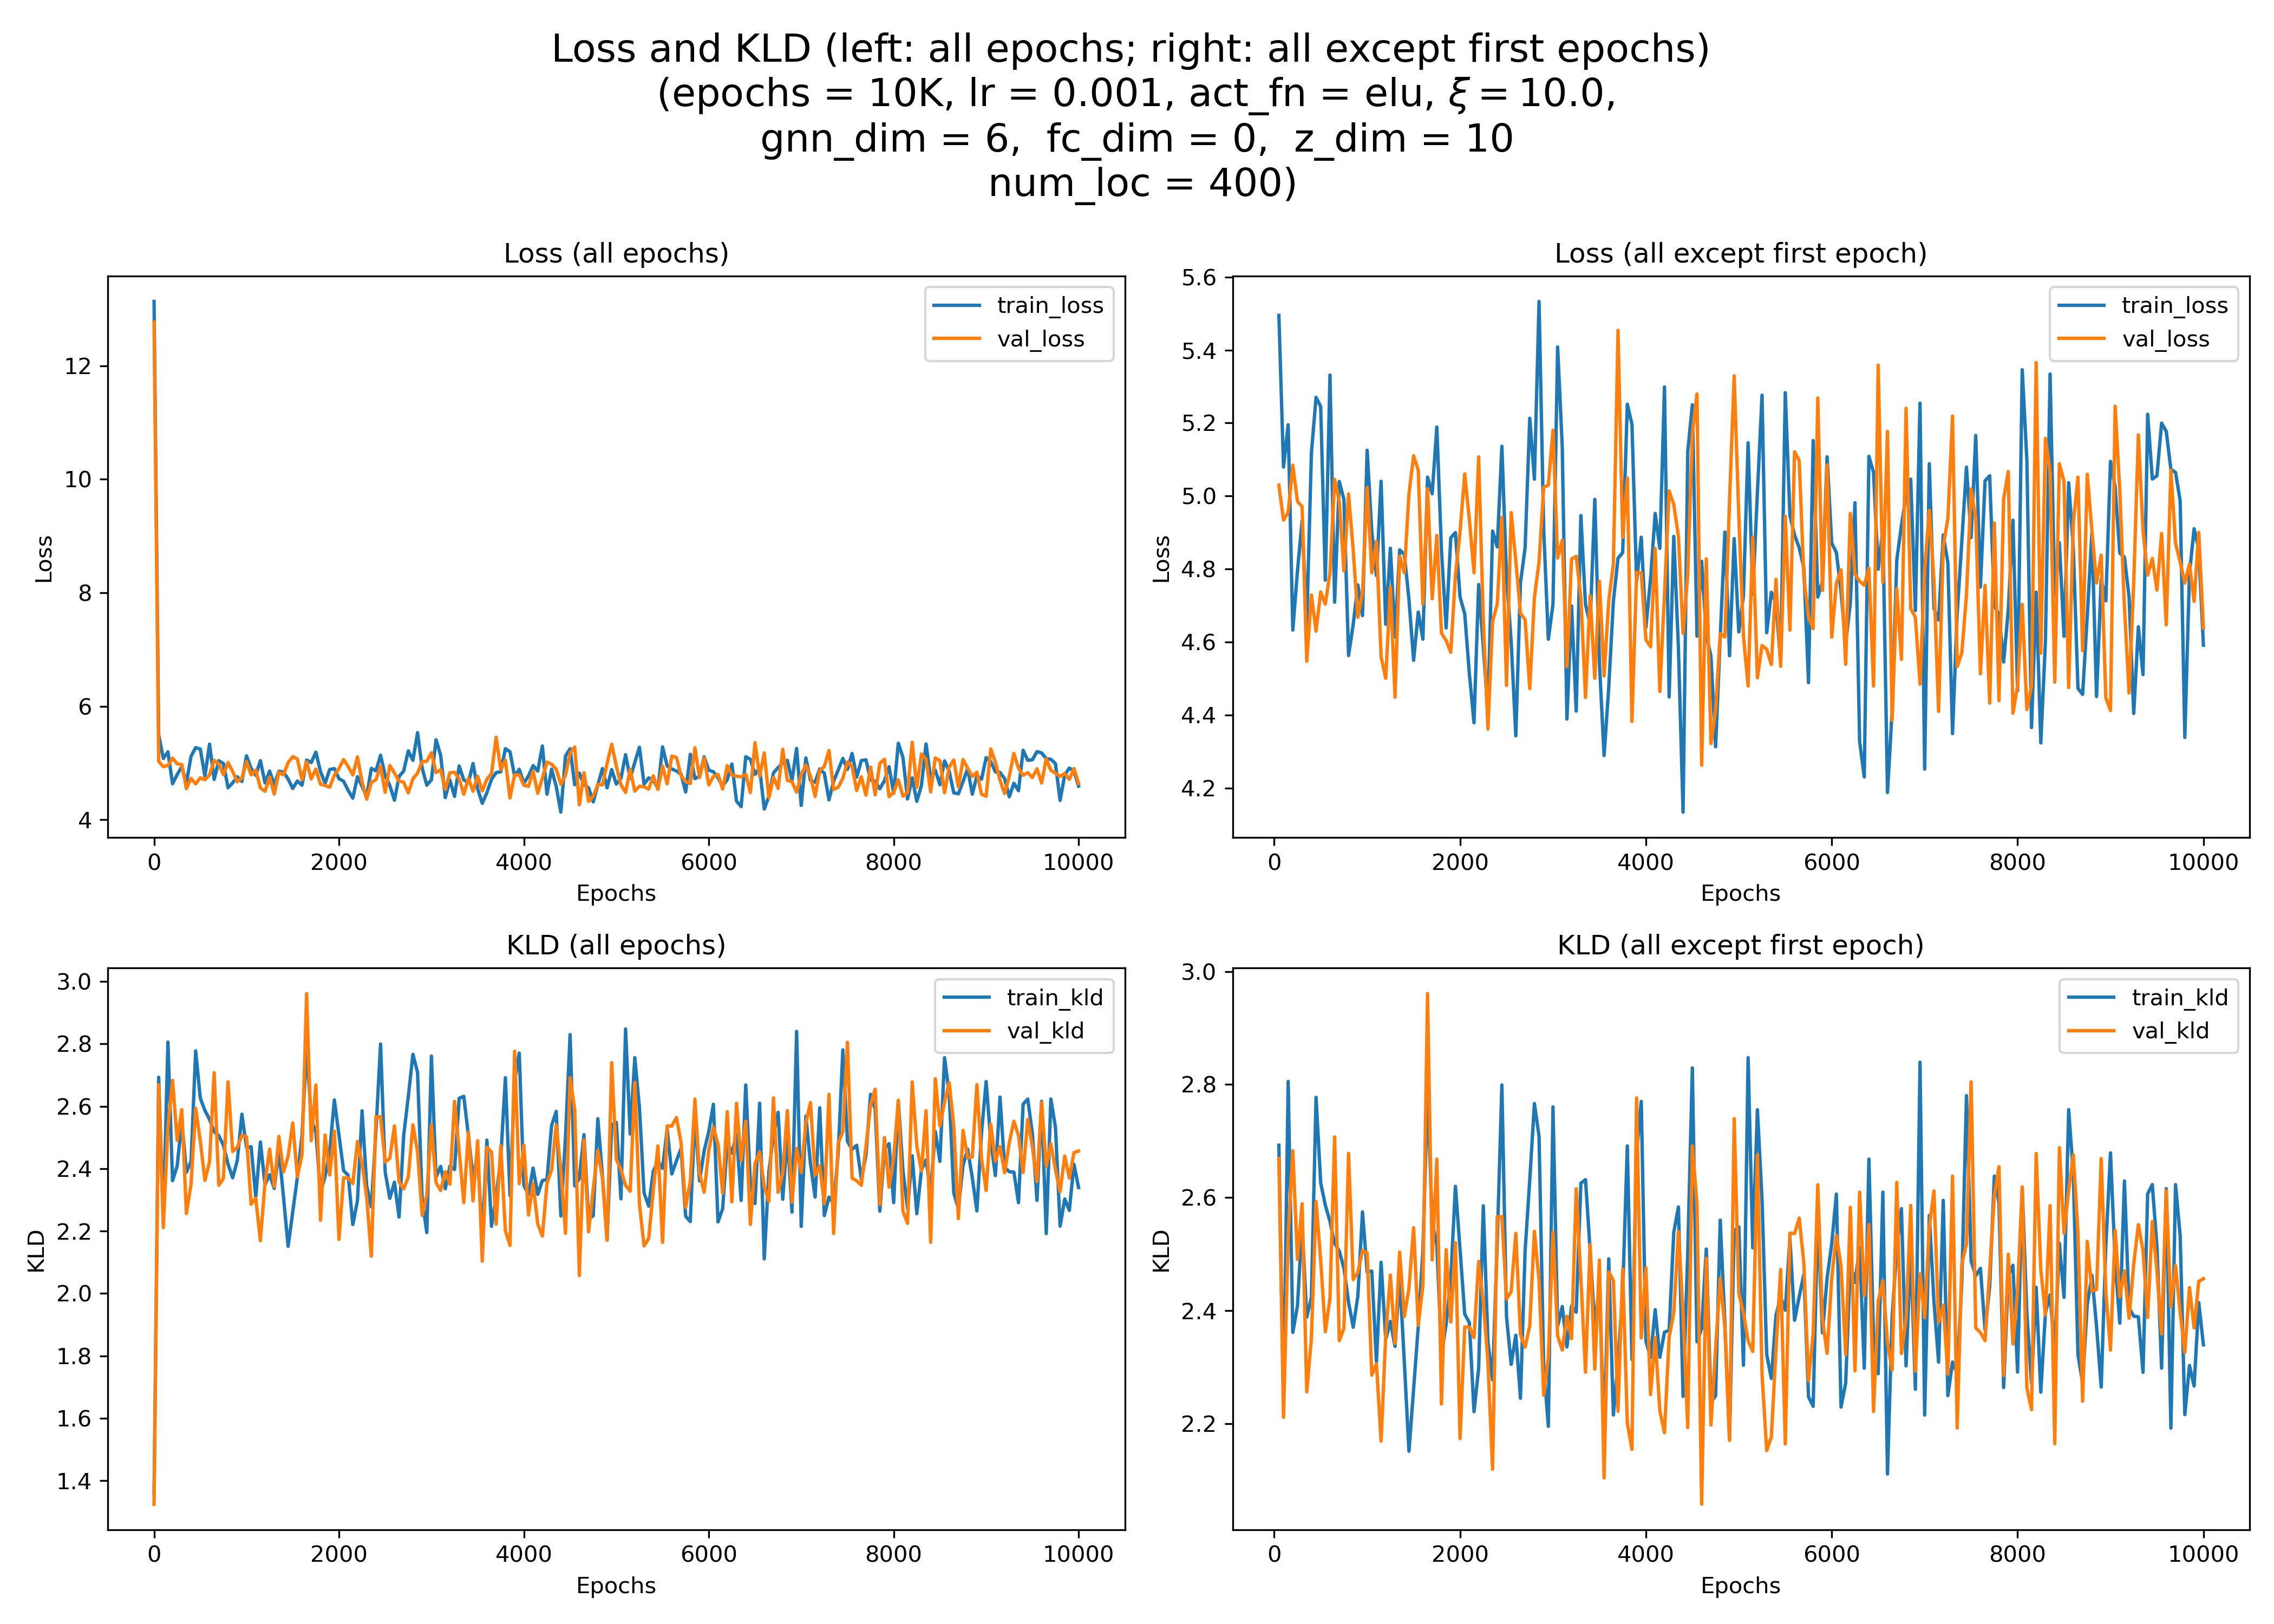 Loss and KLD (left: all epochs; right: all except first epochs)
(epochs = 10K, lr = 0.001, act_fn = elu, ξ = 10.0,
gnn_dim = 6,  fc_dim = 0,  z_dim = 10
num_loc = 400)
Loss (all epochs)
train_loss
val_loss
Loss
12
10
8
6
4
0 2000 4000 6000 8000 10000
Epochs
Loss (all except first epoch)
train_loss
val_loss
Loss
5.6
5.4
5.2
5.0
4.8
4.6
4.4
4.2
0 2000 4000 6000 8000 10000
Epochs
KLD (all epochs)
train_kld
val_kld
KLD
3.0
2.8
2.6
2.4
2.2
2.0
1.8
1.6
1.4
0 2000 4000 6000 8000 10000
Epochs
KLD (all except first epoch)
train_kld
val_kld
KLD
3.0
2.8
2.6
2.4
2.2
0 2000 4000 6000 8000 10000
Epochs